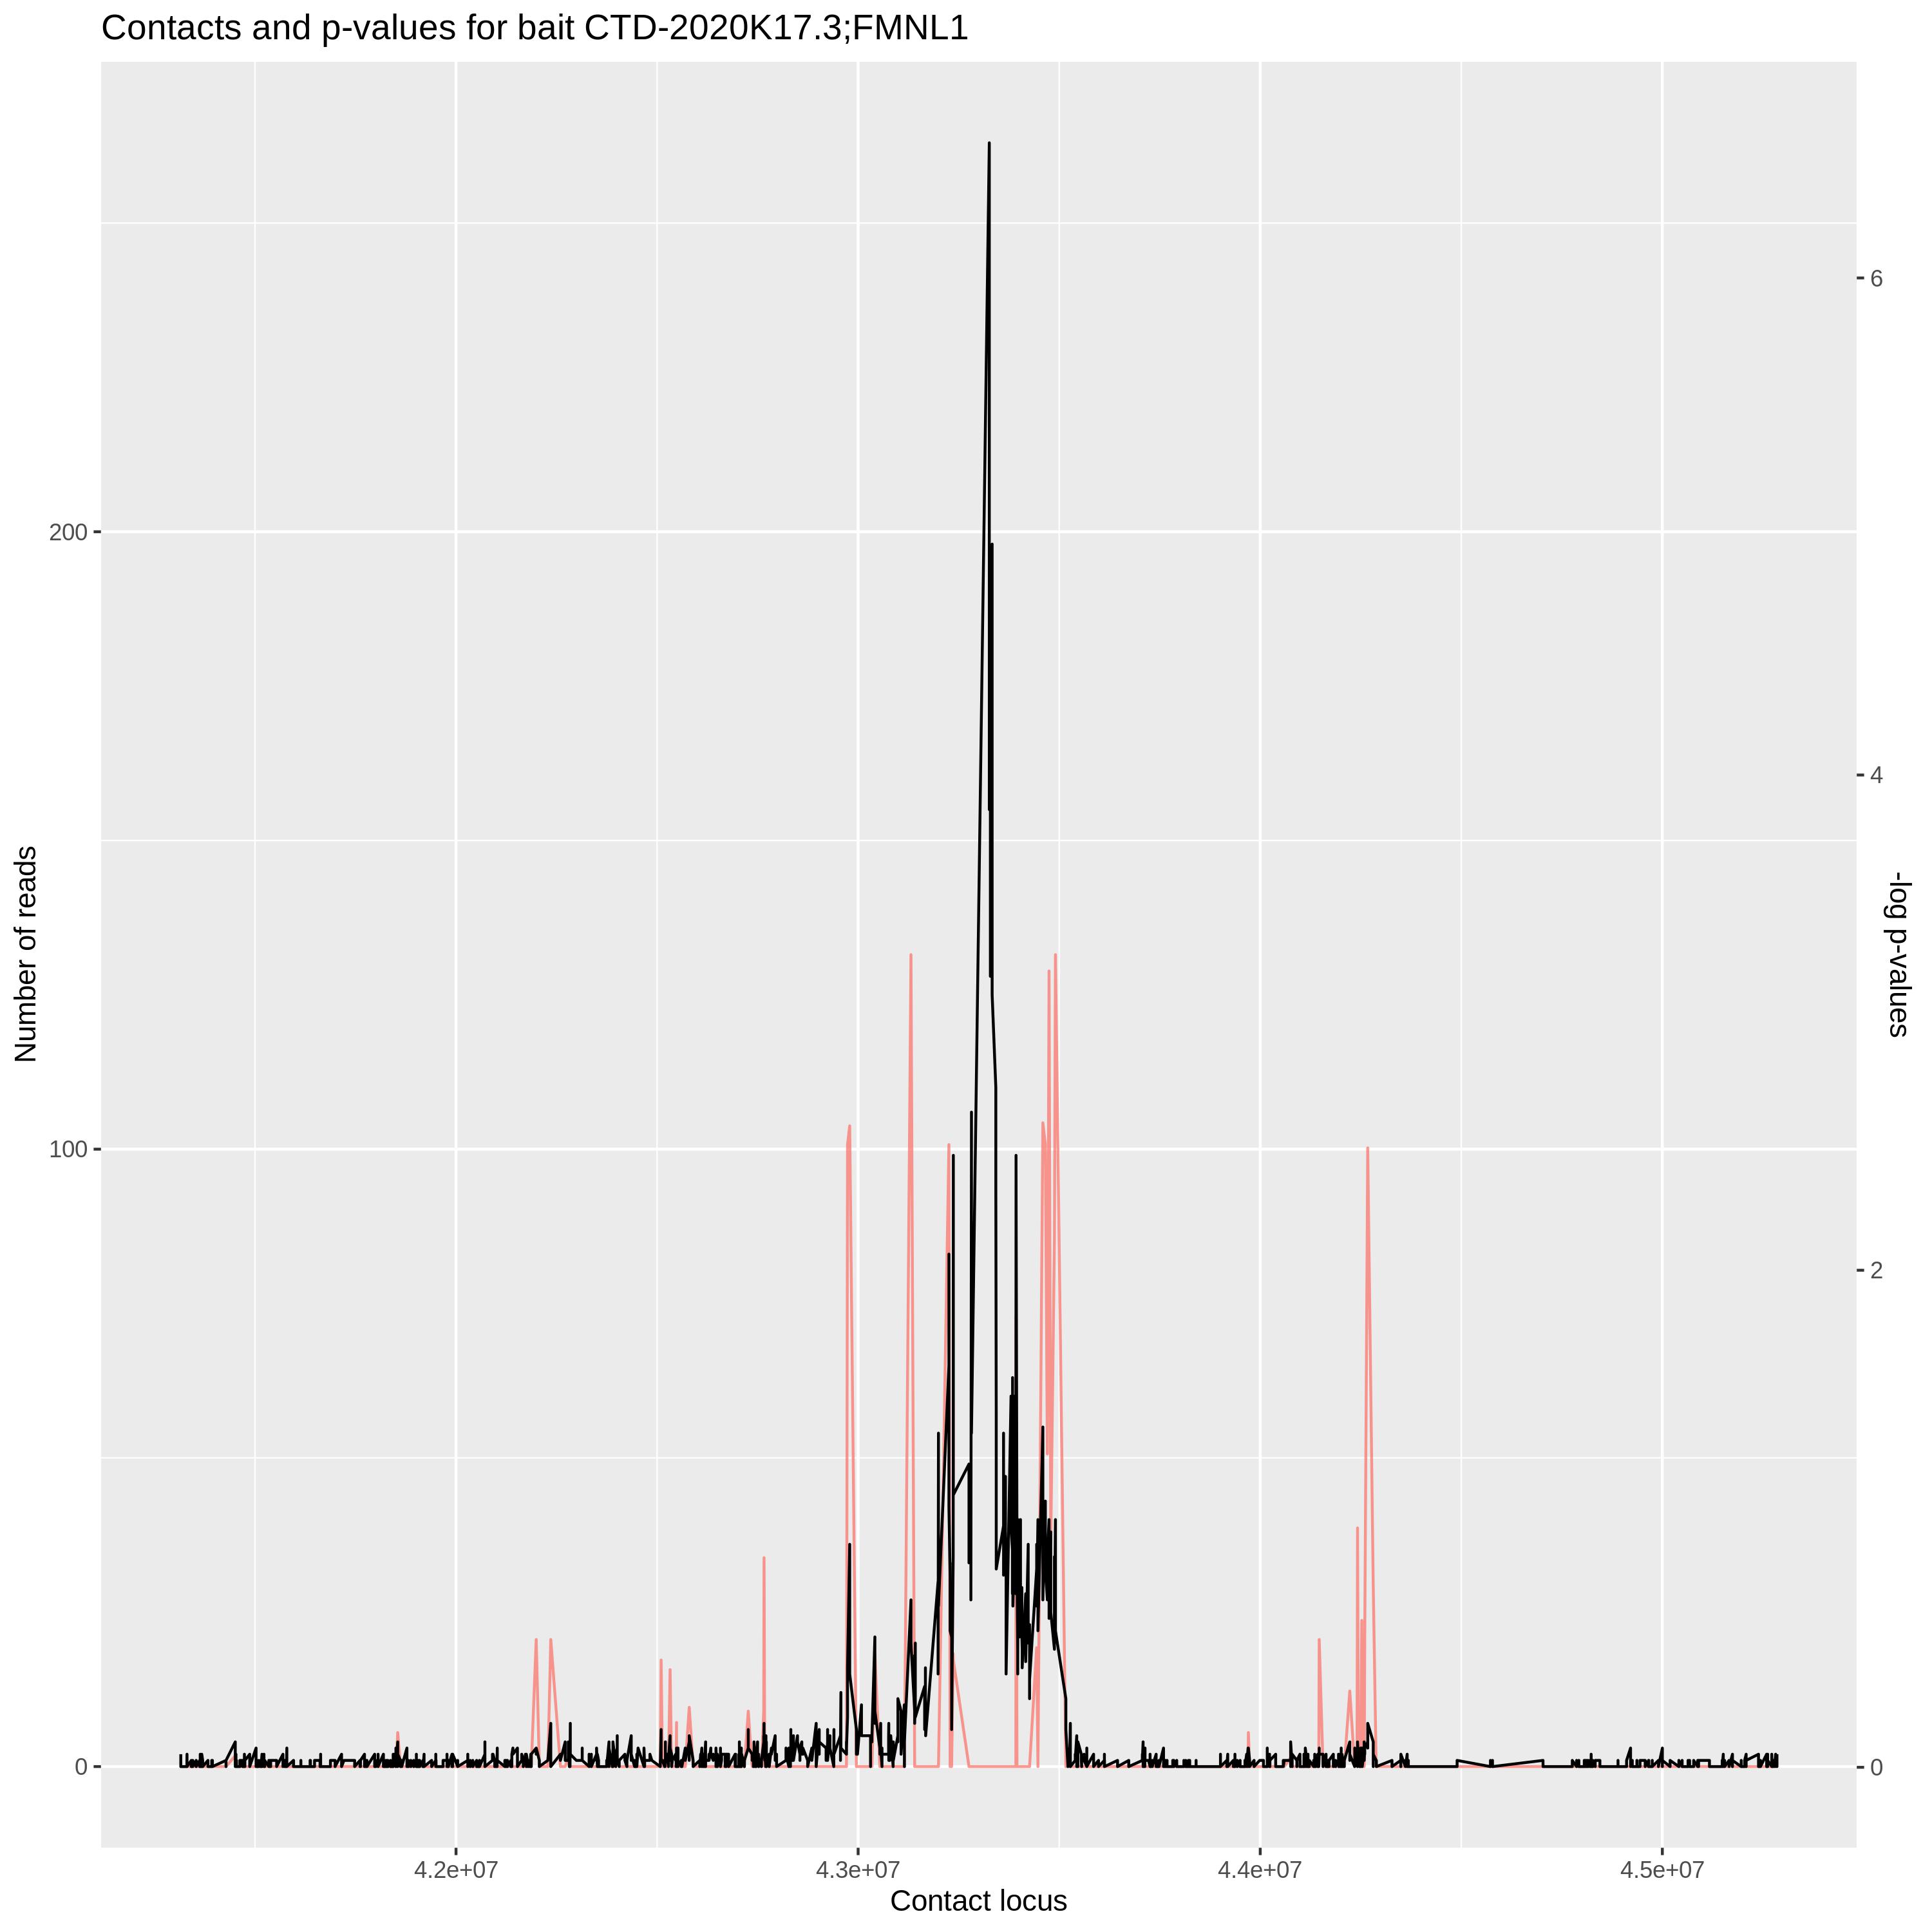 Contacts and p-values for bait CTD-2020K17.3;FMNL1
Number of reads
200
100
0
6
4
2
0
-log p-values
4.2e+07
4.3e+07
4.4e+07
4.5e+07
Contact locus